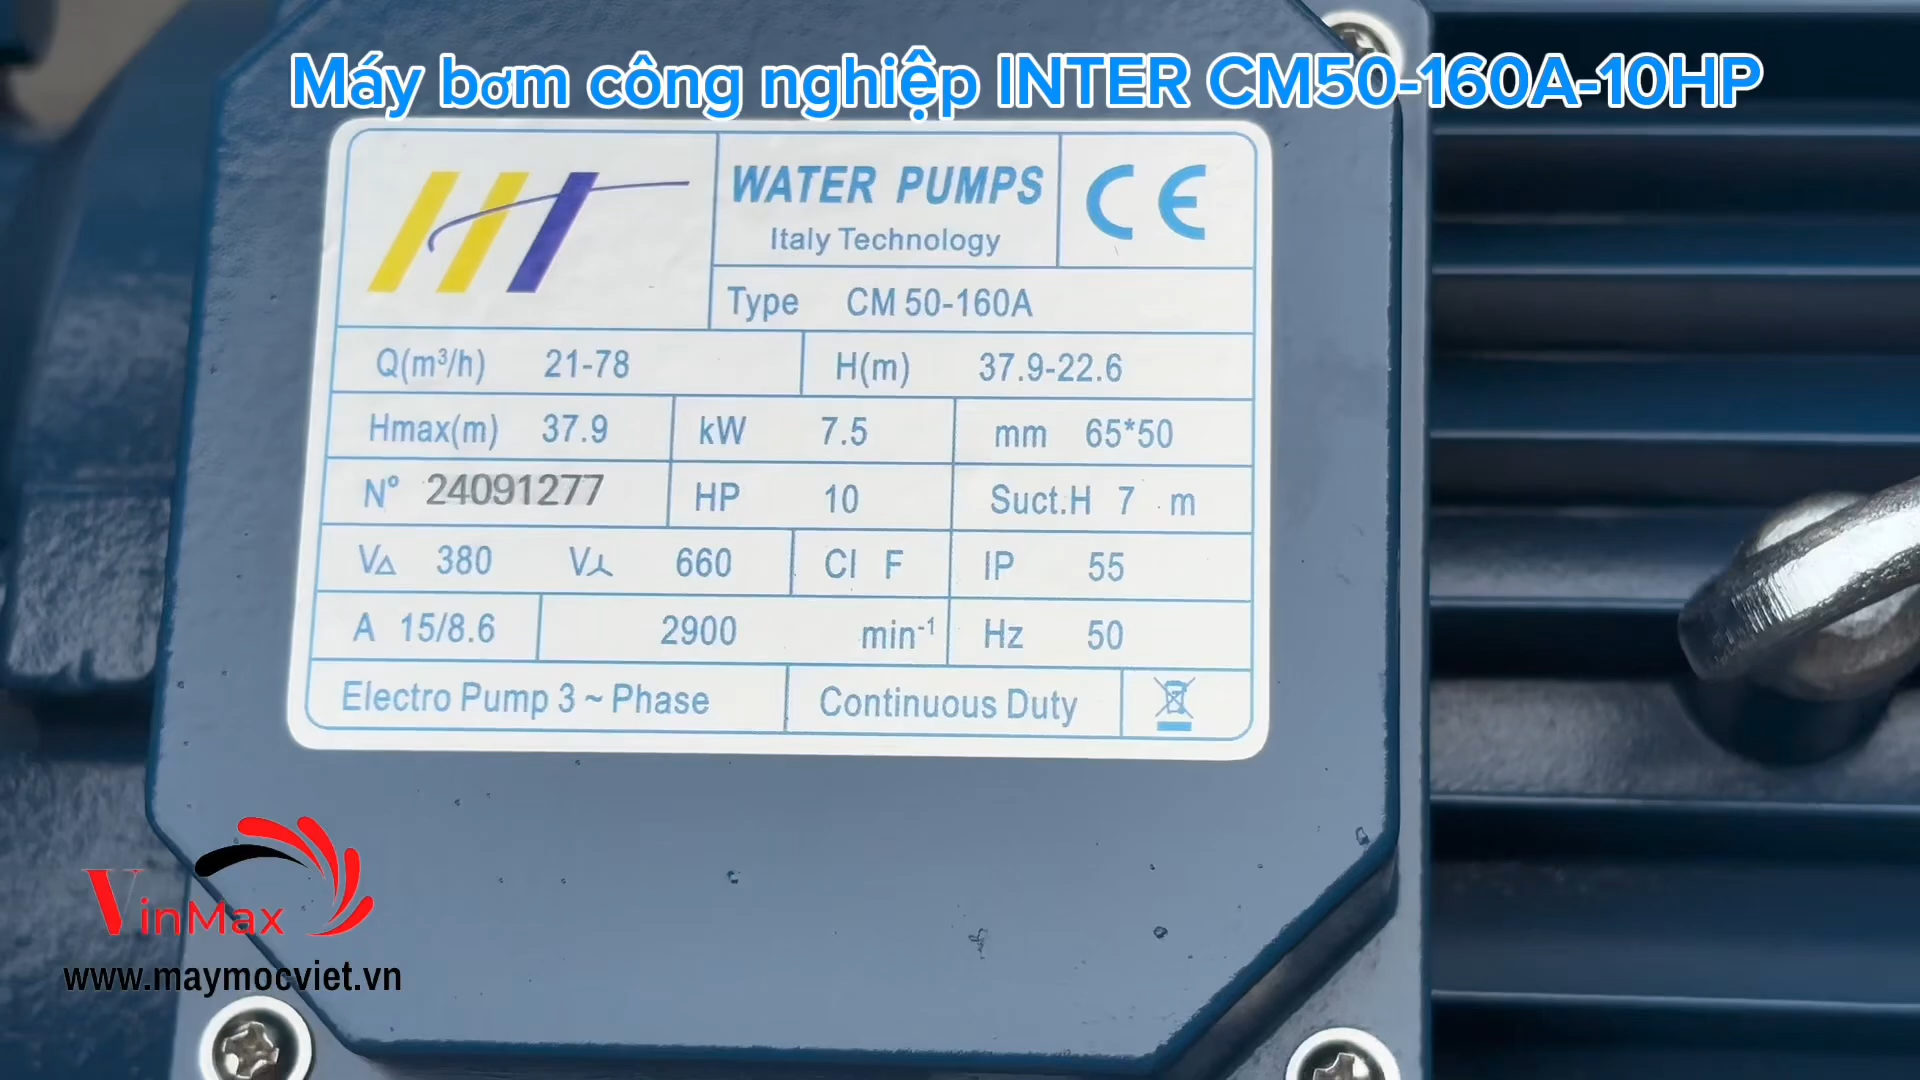 Máy bơm công nghiệp INTER CM50-160A-10HP
HT
WATER PUMPS
Italy Technology
CE
Type CM 50-160A
Q(m³/h) 21-78 H(m) 37.9-22.6
Hmax(m) 37.9 kW 7.5 mm 65*50
N° 24091277 HP 10 Suct.H 7 m
V△ 380 V⅄ 660 Cl F IP 55
A 15/8.6 2900 min⁻¹ Hz 50
Electro Pump 3 ~ Phase Continuous Duty
VinMax
www.maymocviet.vn